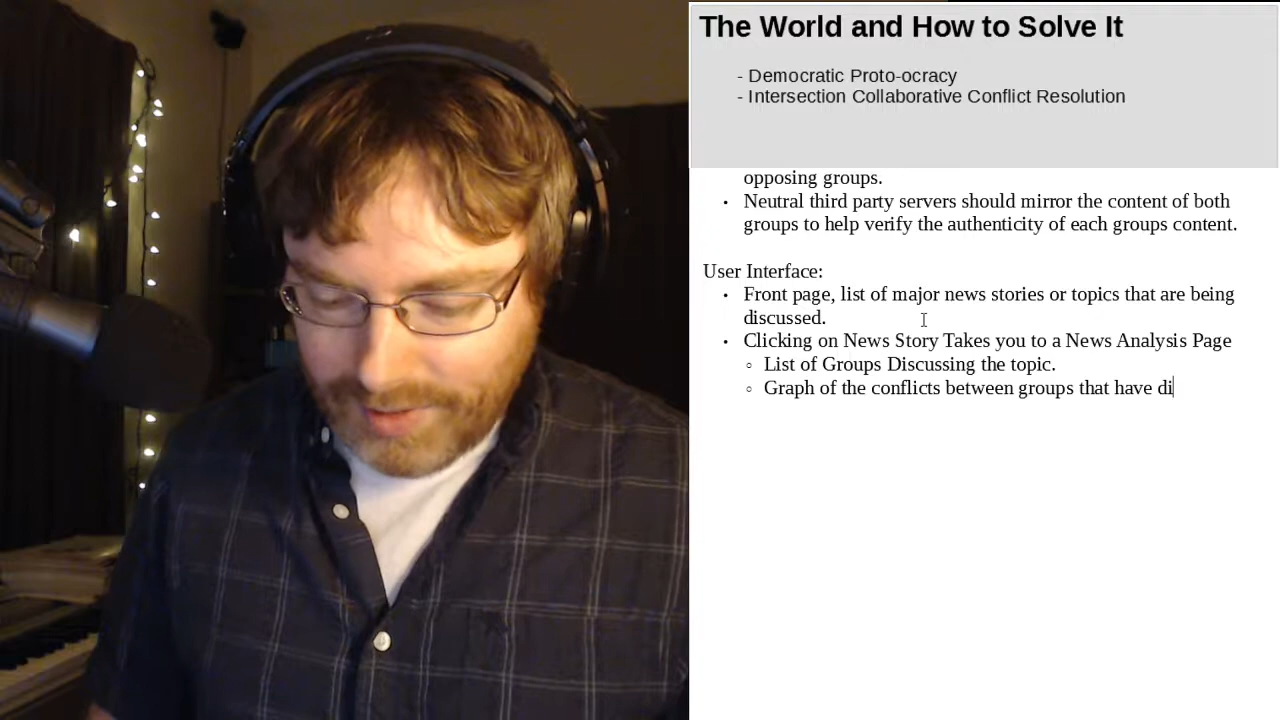 The World and How to Solve It
- Democratic Proto-ocracy
- Intersection Collaborative Conflict Resolution
opposing groups.
• Neutral third party servers should mirror the content of both
groups to help verify the authenticity of each groups content.
User Interface:
• Front page, list of major news stories or topics that are being
discussed.
• Clicking on News Story Takes you to a News Analysis Page
◦ List of Groups Discussing the topic.
◦ Graph of the conflicts between groups that have di